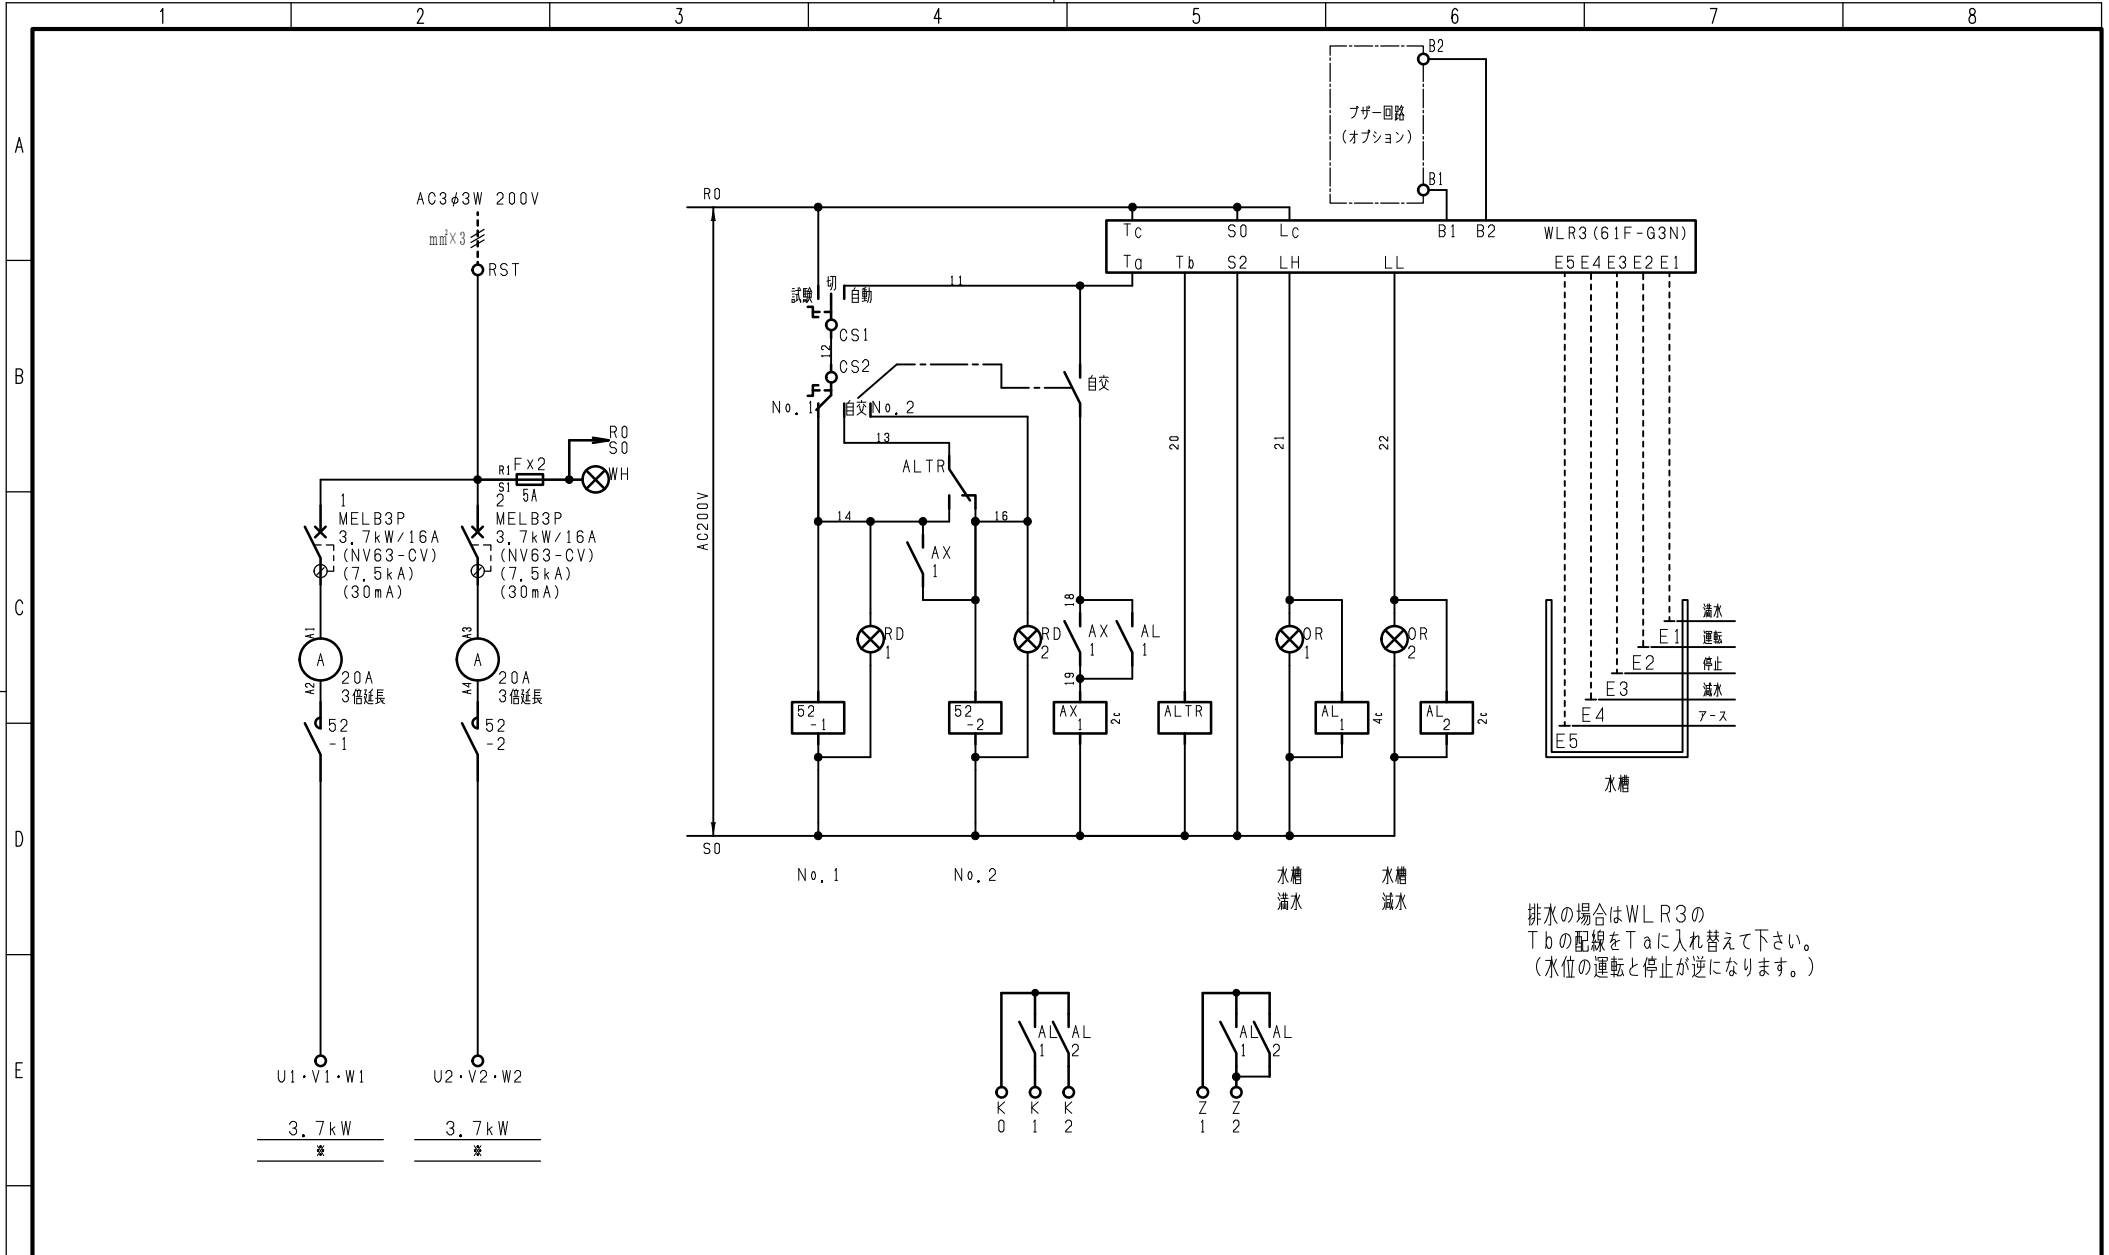 1 2 3 4 5 6 7 8
A
B
C
D
E
AC3φ3W 200V
mm²×3
RST
R0
S0
WH
R1
S1
F×2
5A
1
MELB3P
3.7kW/16A
(NV63-CV)
(7.5kA)
(30mA)
2
MELB3P
3.7kW/16A
(NV63-CV)
(7.5kA)
(30mA)
A1
A
A2
20A
3倍延長
A3
A
A4
20A
3倍延長
52
-1
52
-2
U1・V1・W1
U2・V2・W2
3.7kW
※
3.7kW
※
R0
AC200V
S0
試験
切
自動
11
CS1
12
CS2
No.1
自交
No.2
13
ALTR
14
16
AX
1
RD
1
RD
2
自交
18
AX
1
AL
1
19
20
21
22
OR
1
OR
2
52
-1
52
-2
AX
1
2c
ALTR
AL
1
4c
AL
2
2c
No.1
No.2
水槽
満水
水槽
減水
ブザー回路
(オプション)
B2
B1
Tc S0 Lc B1 B2 WLR3(61F-G3N)
Ta Tb S2 LH LL E5 E4 E3 E2 E1
満水
E1
運転
E2
停止
E3
減水
E4
アース
E5
水槽
排水の場合はWLR3の
Tbの配線をTaに入れ替えて下さい。
(水位の運転と停止が逆になります。)
AL
1
AL
2
K
0
K
1
K
2
AL
1
AL
2
Z
1
Z
2